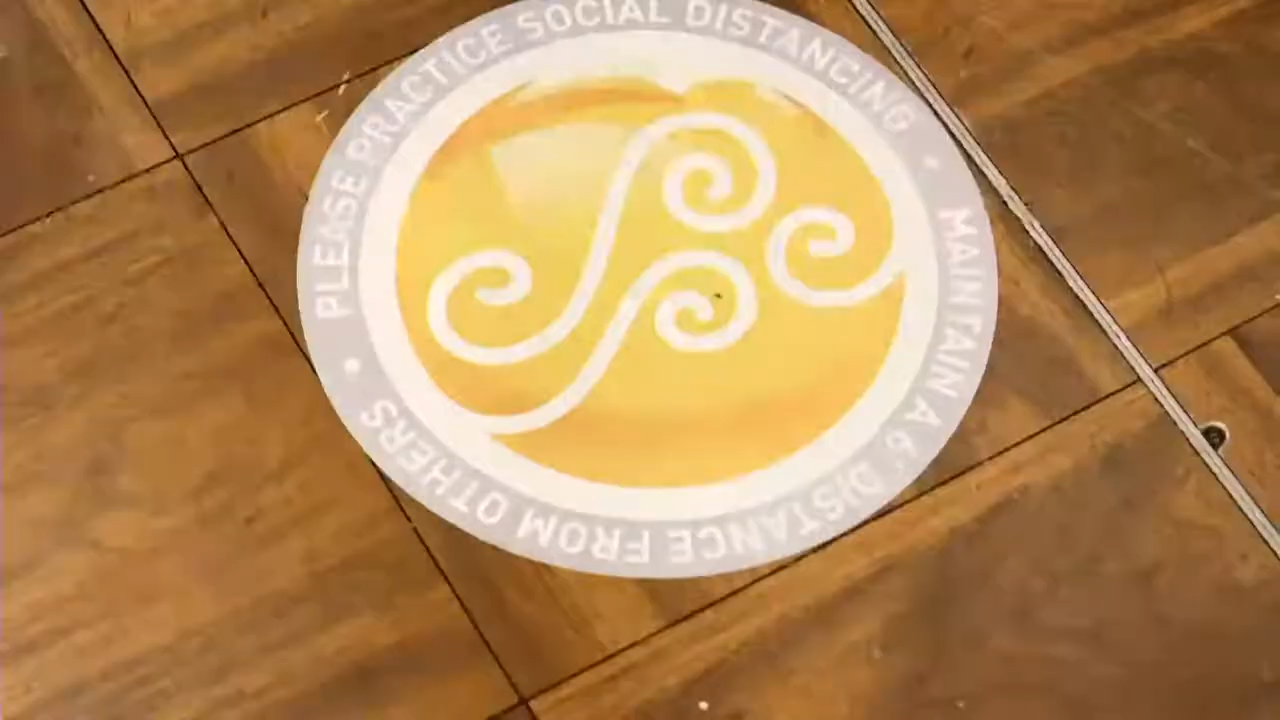 PLEASE PRACTICE SOCIAL DISTANCING
MAINTAIN A 6' DISTANCE FROM OTHERS